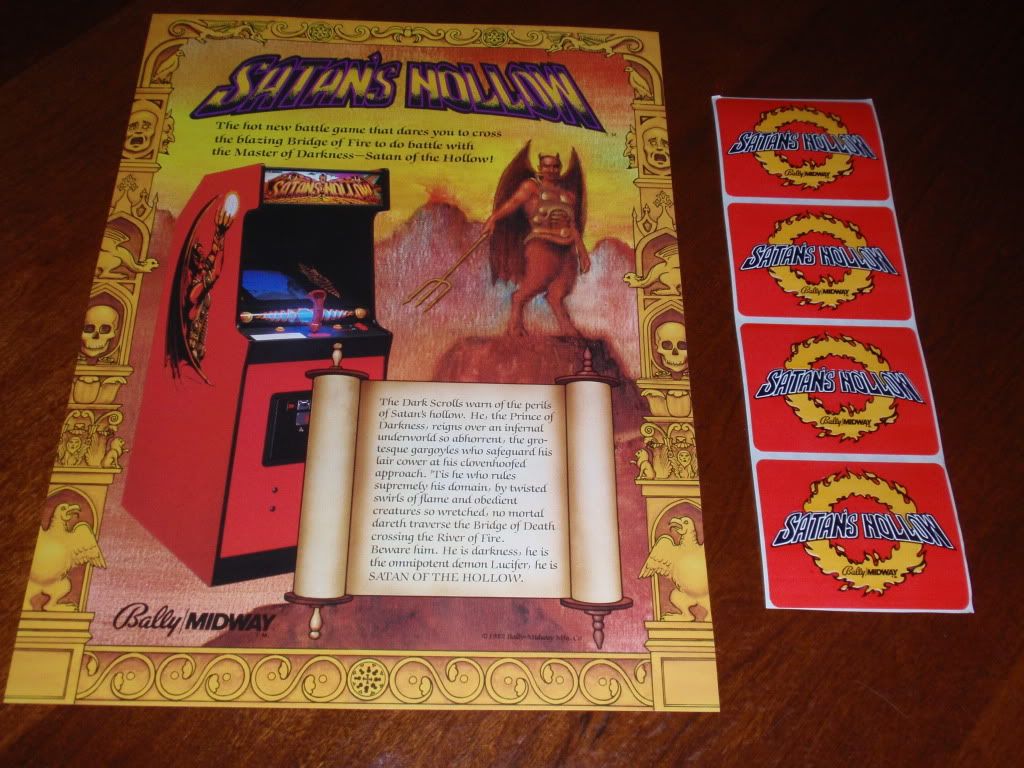 SATAN'S HOLLOW
The hot new battle game that dares you to cross
the blazing Bridge of Fire to do battle with
the Master of Darkness—Satan of the Hollow!
SATAN'S HOLLOW
The Dark Scrolls warn of the perils
of Satan's hollow. He, the Prince of
Darkness, reigns over an infernal
underworld so abhorrent, the gro-
tesque gargoyles who safeguard his
lair cower at his clovenhoofed
approach. 'Tis he who rules
supremely his domain, by twisted
swirls of flame and obedient
creatures so wretched, no mortal
dareth traverse the Bridge of Death
crossing the River of Fire.
Beware him. He is darkness, he is
the omnipotent demon Lucifer, he is
SATAN OF THE HOLLOW.
Bally/MIDWAY
Bally-Midway Mfg. Co
SATAN'S HOLLOW
Bally/MIDWAY
SATAN'S HOLLOW
Bally/MIDWAY
SATAN'S HOLLOW
Bally/MIDWAY
SATAN'S HOLLOW
Bally/MIDWAY